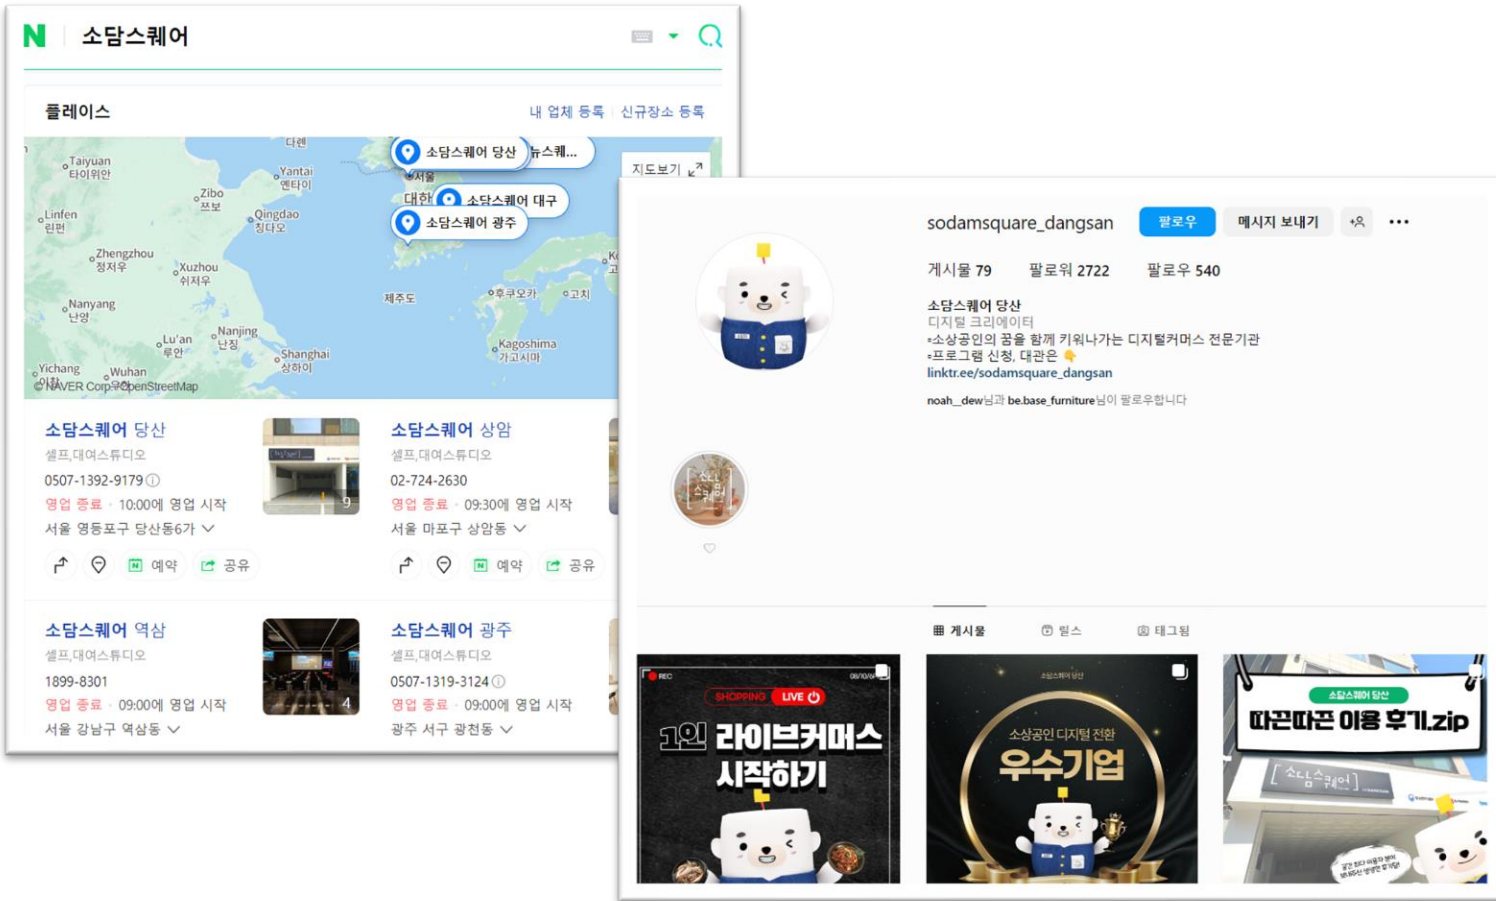 N 소담스퀘어
플레이스
내 업체 등록
신규장소 등록
다롄
소담스퀘어 당산
뉴스퀘...
지도보기
Taiyuan
타이위안
Yantai
옌타이
서울
대한
소담스퀘어 대구
Zibo
쯔보
Linfen
린펀
Qingdao
칭다오
소담스퀘어 광주
Zhengzhou
정저우
Xuzhou
쉬저우
제주도
후쿠오카
고치
Nanyang
난양
Nanjing
난징
Lu'an
루안
Kagoshima
가고시마
Shanghai
상하이
Yichang
Wuhan
© NAVER Corp. OpenStreetMap
소담스퀘어 당산
셀프,대여스튜디오
0507-1392-9179
영업 종료 · 10:00에 영업 시작
서울 영등포구 당산동6가
예약
공유
9
소담스퀘어 상암
셀프,대여스튜디오
02-724-2630
영업 종료 · 09:30에 영업 시작
서울 마포구 상암동
예약
공유
소담스퀘어 역삼
셀프,대여스튜디오
1899-8301
영업 종료 · 09:00에 영업 시작
서울 강남구 역삼동
4
소담스퀘어 광주
셀프,대여스튜디오
0507-1319-3124
영업 종료 · 09:00에 영업 시작
광주 서구 광천동
sodamsquare_dangsan
팔로우
메시지 보내기
게시물 79 팔로워 2722 팔로우 540
소담스퀘어 당산
디지털 크리에이터
▫소상공인의 꿈을 함께 키워나가는 디지털커머스 전문기관
▫프로그램 신청, 대관은 👇
linktr.ee/sodamsquare_dangsan
noah__dew님과 be.base_furniture님이 팔로우합니다
소담
스퀘어
게시물
릴스
태그됨
REC
SHOPPING LIVE
1인 라이브커머스
시작하기
소담스퀘어 당산
소상공인 디지털 전환
우수기업
소담스퀘어 당산
따끈따끈 이용 후기.zip
[소담스퀘어]